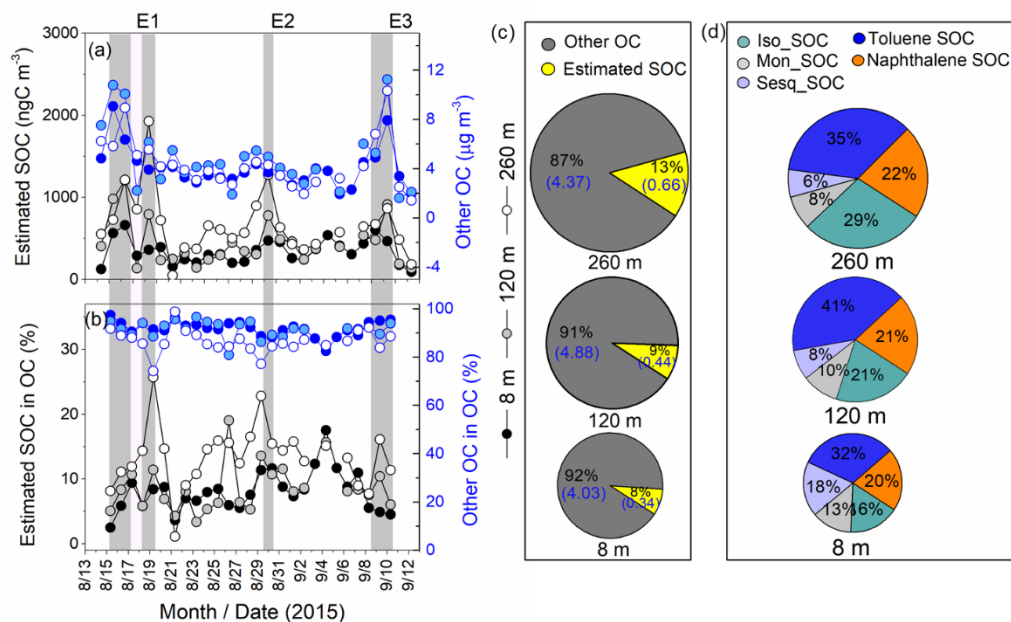 E1 E2 E3
(a)
Estimated SOC (ngC m⁻³)
3000
2000
1000
0
12
8
4
0
-4
Other OC (µg m⁻³)
(b)
Estimated SOC in OC (%)
30
20
10
0
100
80
60
40
20
0
Other OC in OC (%)
8/13
8/15
8/17
8/19
8/21
8/23
8/25
8/27
8/29
8/31
9/2
9/4
9/6
9/8
9/10
9/12
Month / Date (2015)
8 m
120 m
260 m
(c)
Other OC
Estimated SOC
87%
(4.37)
13%
(0.66)
260 m
91%
(4.88)
9%
(0.44)
120 m
92%
(4.03)
8%
(0.34)
8 m
(d)
Iso_SOC
Mon_SOC
Sesq_SOC
Toluene SOC
Naphthalene SOC
35%
22%
6%
8%
29%
260 m
41%
21%
8%
10%
21%
120 m
32%
20%
18%
13%
16%
8 m